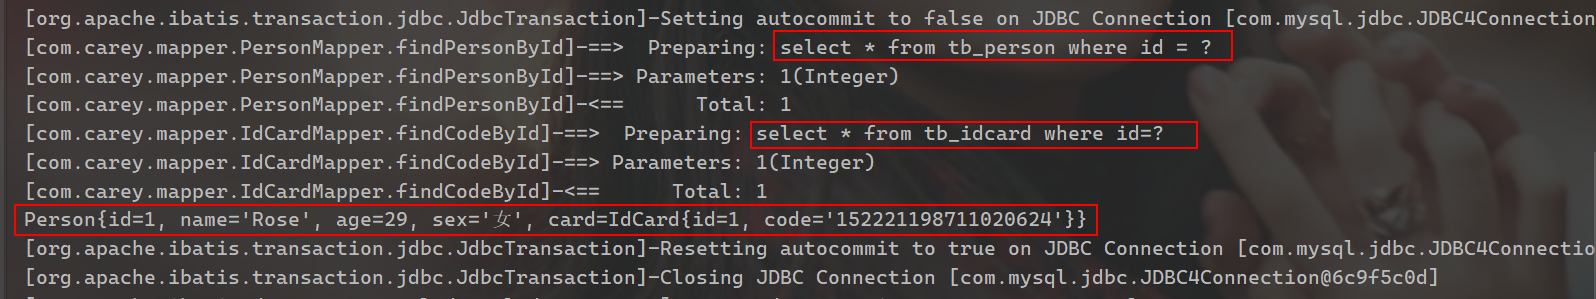 [org.apache.ibatis.transaction.jdbc.JdbcTransaction]-Setting autocommit to false on JDBC Connection [com.mysql.jdbc.JDBC4Connection
[com.carey.mapper.PersonMapper.findPersonById]-==>  Preparing: select * from tb_person where id = ?
[com.carey.mapper.PersonMapper.findPersonById]-==> Parameters: 1(Integer)
[com.carey.mapper.PersonMapper.findPersonById]-<==      Total: 1
[com.carey.mapper.IdCardMapper.findCodeById]-==>  Preparing: select * from tb_idcard where id=?
[com.carey.mapper.IdCardMapper.findCodeById]-==> Parameters: 1(Integer)
[com.carey.mapper.IdCardMapper.findCodeById]-<==      Total: 1
Person{id=1, name='Rose', age=29, sex='女', card=IdCard{id=1, code='152221198711020624'}}
[org.apache.ibatis.transaction.jdbc.JdbcTransaction]-Resetting autocommit to true on JDBC Connection [com.mysql.jdbc.JDBC4Connectio
[org.apache.ibatis.transaction.jdbc.JdbcTransaction]-Closing JDBC Connection [com.mysql.jdbc.JDBC4Connection@6c9f5c0d]